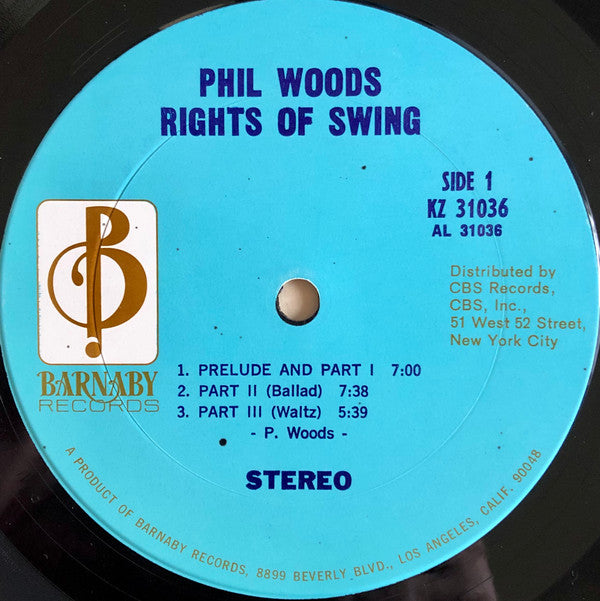 PHIL WOODS
RIGHTS OF SWING
SIDE 1
KZ 31036
AL 31036
Distributed by
CBS Records,
CBS, Inc.,
51 West 52 Street,
New York City
B
BARNABY
RECORDS
1. PRELUDE AND PART I 7:00
2. PART II (Ballad) 7:38
3. PART III (Waltz) 5:39
- P. Woods -
STEREO
A PRODUCT OF BARNABY RECORDS, 8899 BEVERLY BLVD., LOS ANGELES, CALIF. 90048